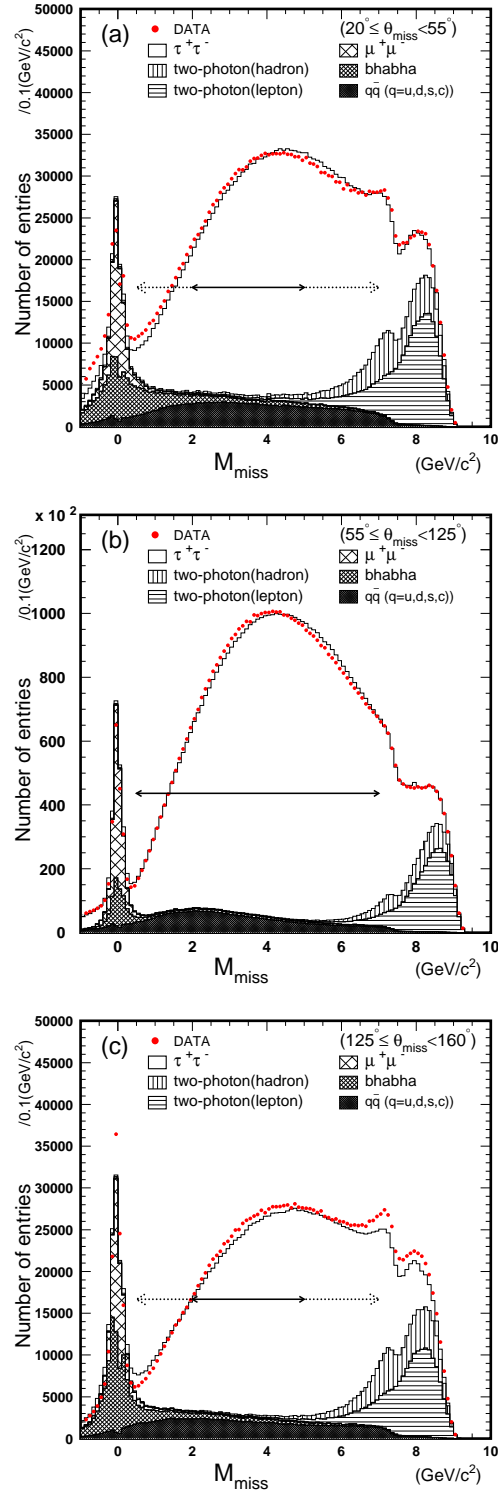 (a)
DATA
(20° ≤ θmiss<55°)
τ+τ-
μ+μ-
two-photon(hadron)
bhabha
two-photon(lepton)
qq̄ (q=u,d,s,c))
Number of entries
/0.1(GeV/c2)
50000
45000
40000
35000
30000
25000
20000
15000
10000
5000
0
0 2 4 6 8 10
Mmiss
(GeV/c2)
x 10 2
(b)
DATA
(55° ≤ θmiss<125°)
τ+τ-
μ+μ-
two-photon(hadron)
bhabha
two-photon(lepton)
qq̄ (q=u,d,s,c))
Number of entries
/0.1(GeV/c2)
1200
1000
800
600
400
200
0
0 2 4 6 8 10
Mmiss
(GeV/c2)
(c)
DATA
(125° ≤ θmiss<160°)
τ+τ-
μ+μ-
two-photon(hadron)
bhabha
two-photon(lepton)
qq̄ (q=u,d,s,c))
Number of entries
/0.1(GeV/c2)
50000
45000
40000
35000
30000
25000
20000
15000
10000
5000
0
0 2 4 6 8 10
Mmiss
(GeV/c2)